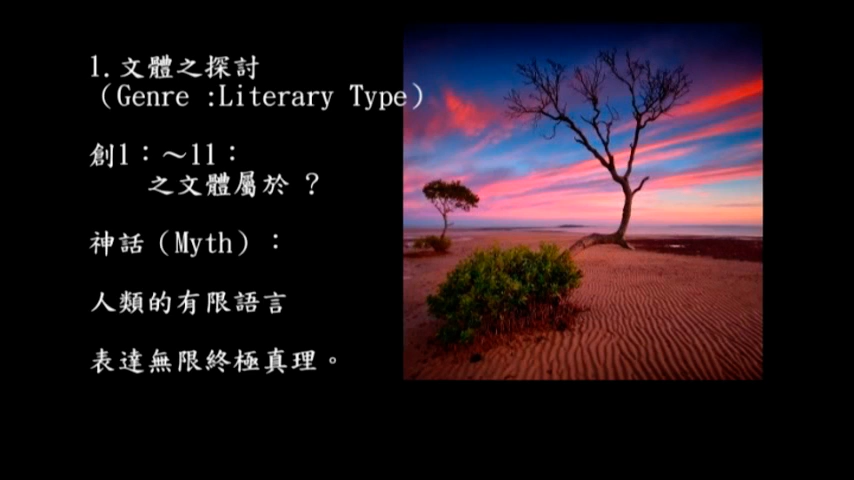 1.文體之探討
（Genre :Literary Type）
創1：～11：
之文體屬於 ？
神話（Myth）：
人類的有限語言
表達無限終極真理。